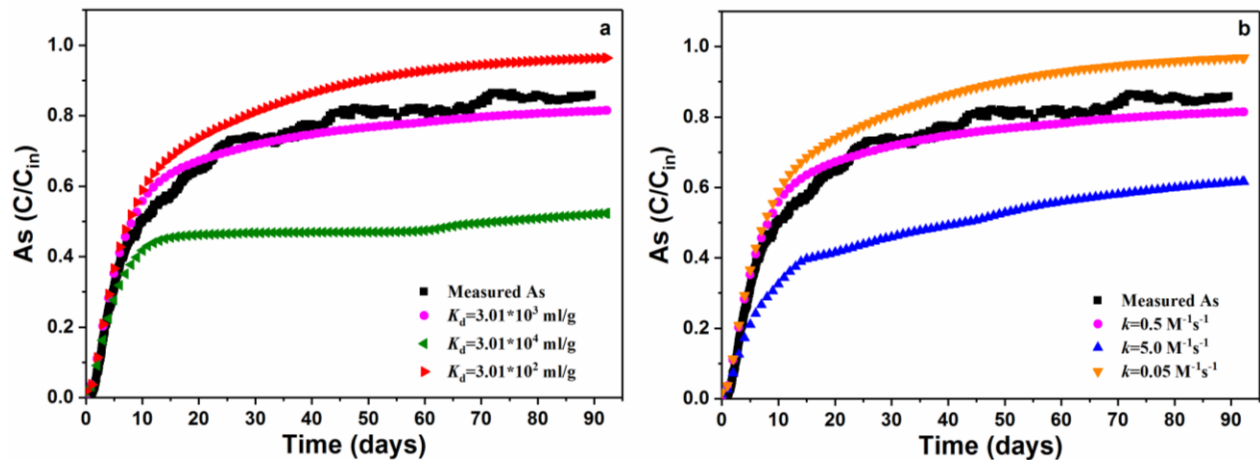 a
As (C/C_in)
1.0
0.8
0.6
0.4
0.2
0.0
Measured As
K_d=3.01*10^3 ml/g
K_d=3.01*10^4 ml/g
K_d=3.01*10^2 ml/g
0 10 20 30 40 50 60 70 80 90
Time (days)
b
As (C/C_in)
1.0
0.8
0.6
0.4
0.2
0.0
Measured As
k=0.5 M^-1s^-1
k=5.0 M^-1s^-1
k=0.05 M^-1s^-1
0 10 20 30 40 50 60 70 80 90
Time (days)